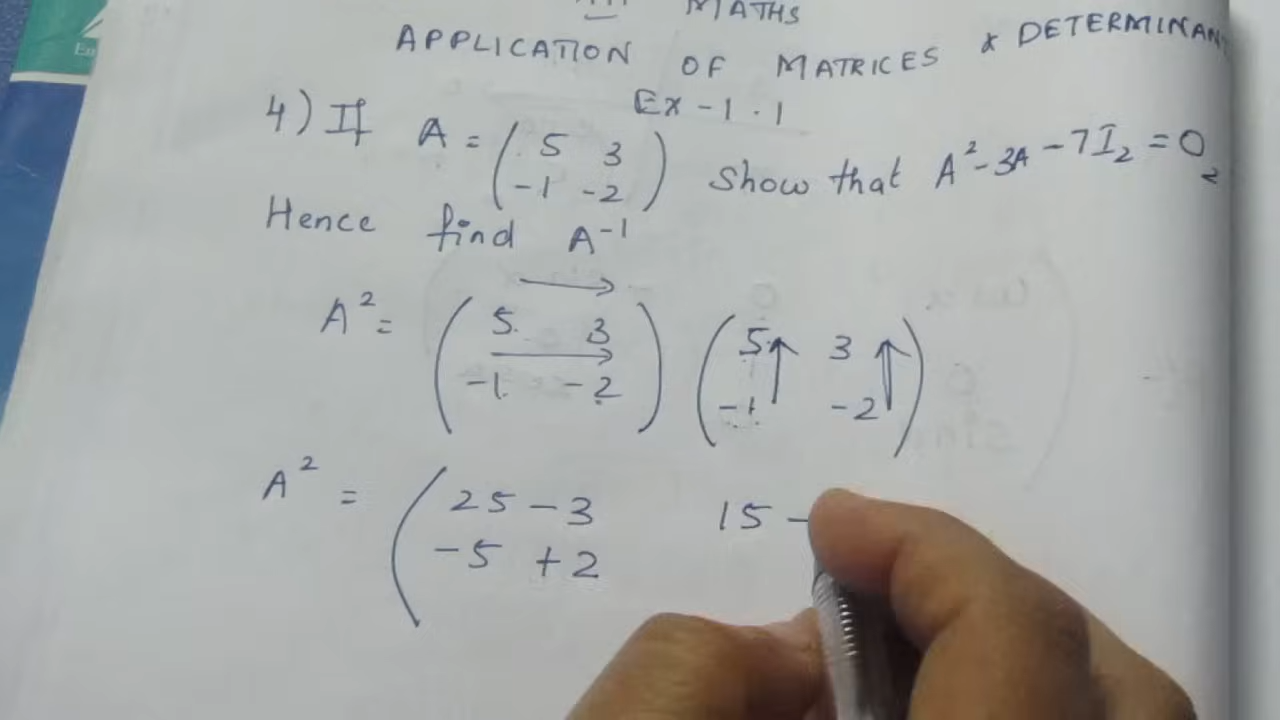 MATHS
APPLICATION OF MATRICES & DETERMINANT
Ex - 1.1
4) If A = ( 5 3 ) Show that A² - 3A - 7I₂ = O₂
( -1 -2 )
Hence find A⁻¹
A² = ( 5 3 ) ( 5 3 )
( -1 -2 ) ( -1 -2 )
A² = ( 25 - 3 15 -
-5 + 2